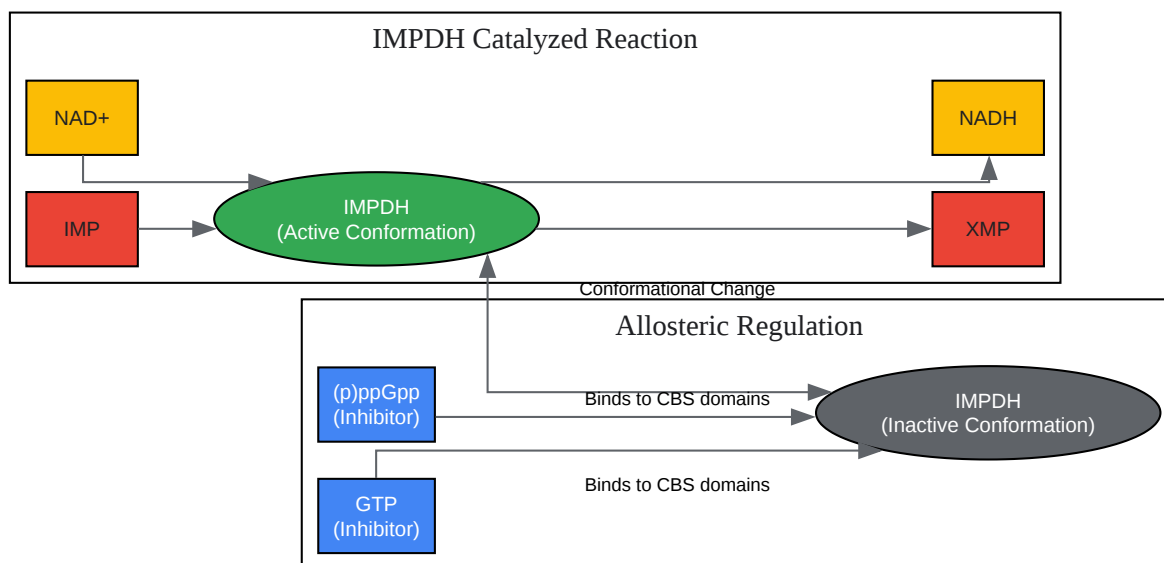 IMPDH Catalyzed Reaction
NAD+
NADH
IMPDH
(Active Conformation)
IMP
XMP
Conformational Change
Allosteric Regulation
(p)ppGpp
(Inhibitor)
Binds to CBS domains
IMPDH
(Inactive Conformation)
GTP
(Inhibitor)
Binds to CBS domains